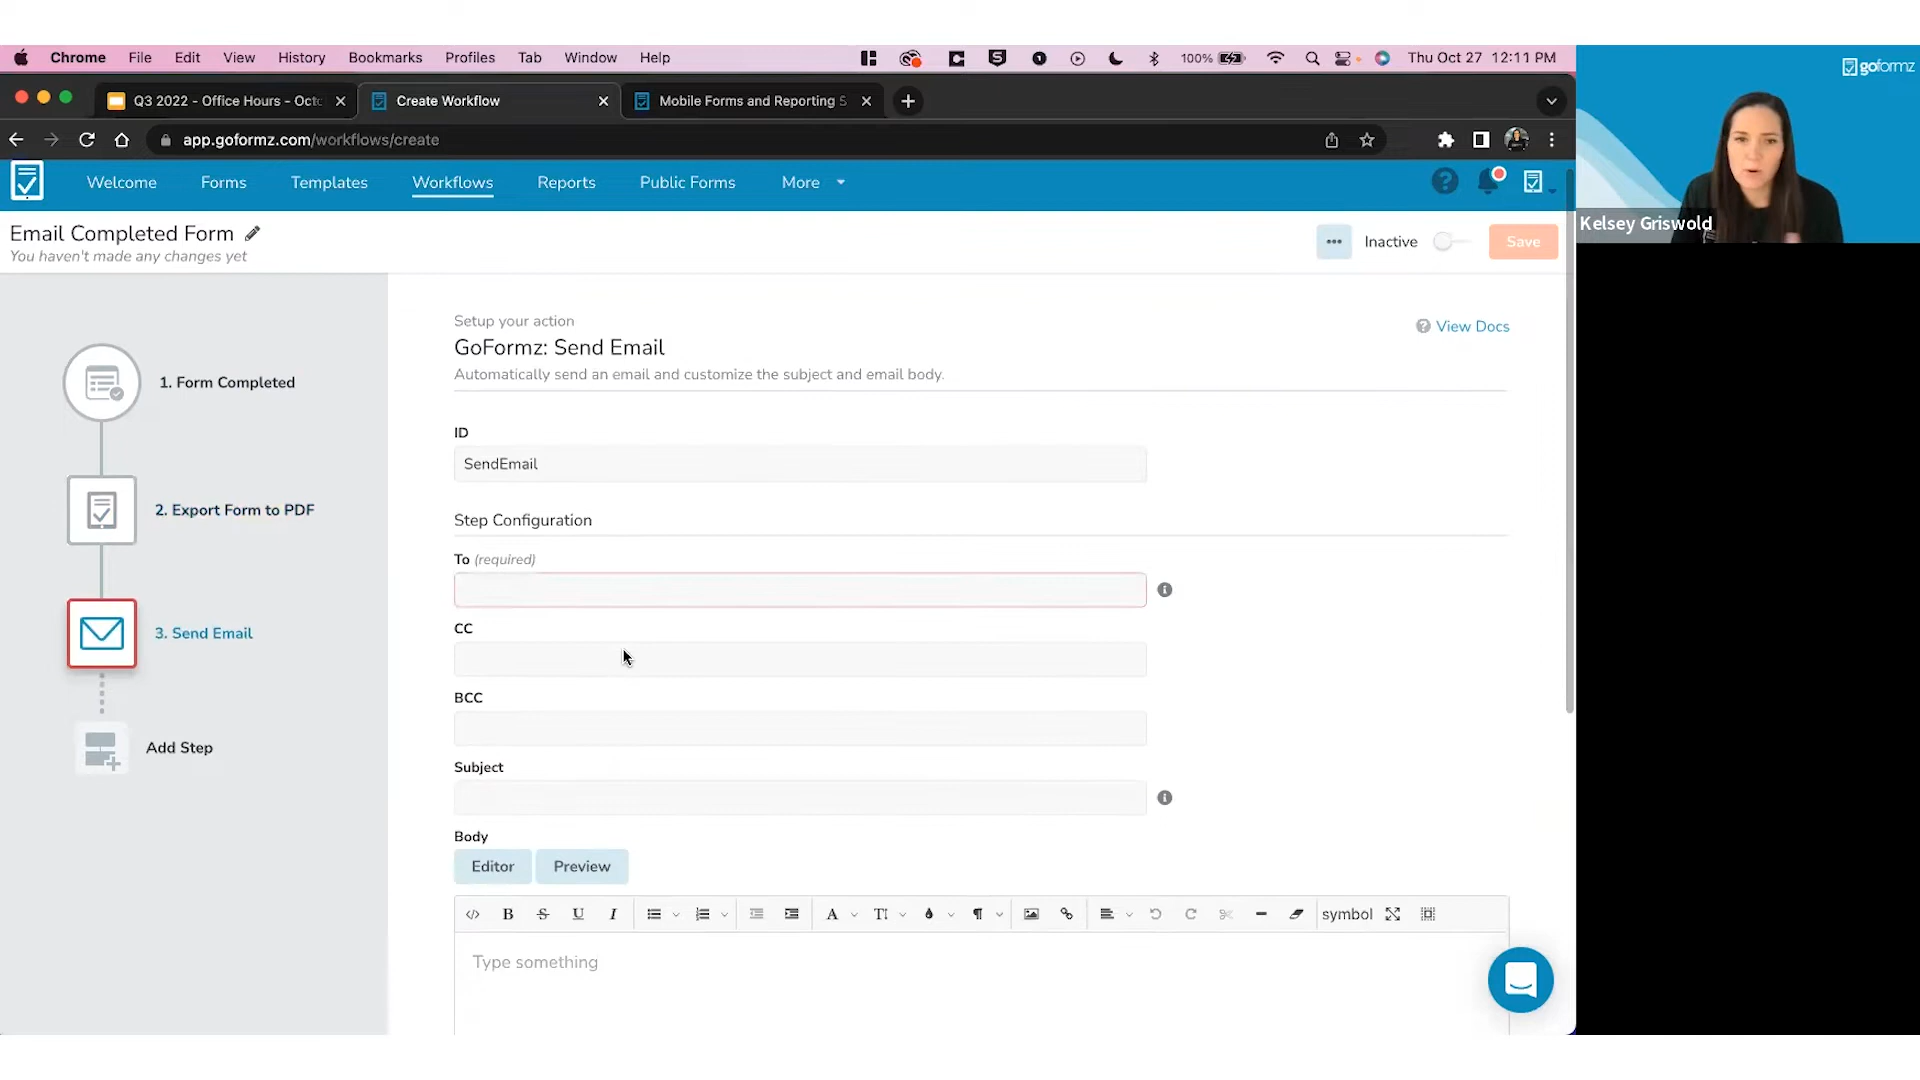 Chrome File Edit View History Bookmarks Profiles Tab Window Help 100% Thu Oct 27 12:11 PM
Q3 2022 - Office Hours - Octo Create Workflow Mobile Forms and Reporting S
app.goformz.com/workflows/create
Welcome Forms Templates Workflows Reports Public Forms More
Email Completed Form
You haven't made any changes yet
••• Inactive Save
1. Form Completed
2. Export Form to PDF
3. Send Email
Add Step
Setup your action
View Docs
GoFormz: Send Email
Automatically send an email and customize the subject and email body.
ID
SendEmail
Step Configuration
To (required)
CC
BCC
Subject
Body
Editor Preview
symbol
Type something
goformz
Kelsey Griswold